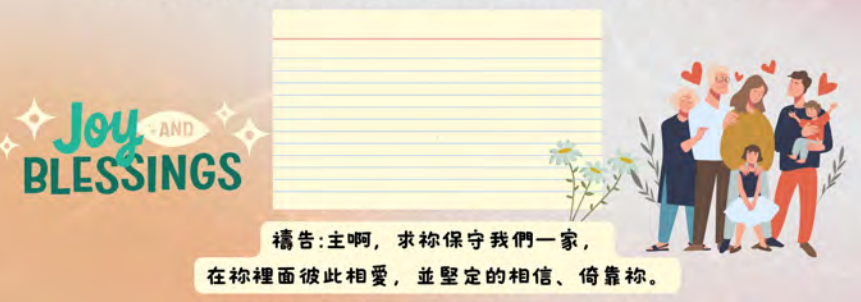 Joy
AND
BLESSINGS
禱告:主啊，求祢保守我們一家，
在祢裡面彼此相愛，並堅定的相信、倚靠祢。